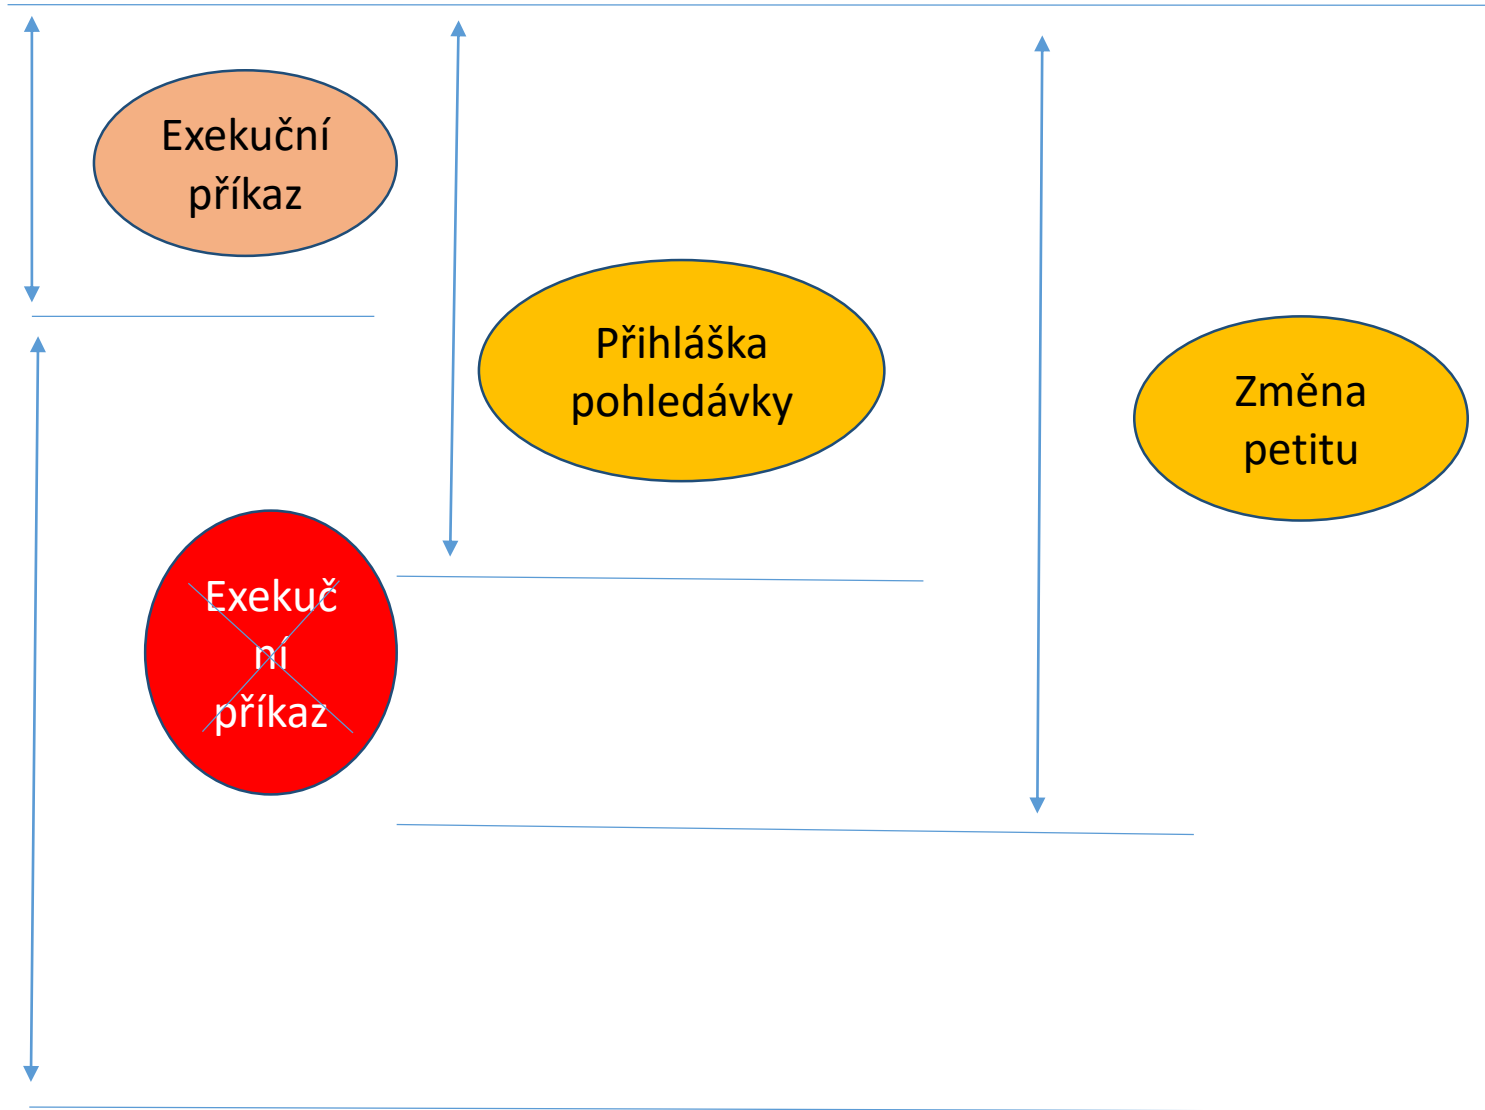 Exekuční
příkaz
Přihláška
pohledávky
Změna
petitu
Exekuč
ní
příkaz